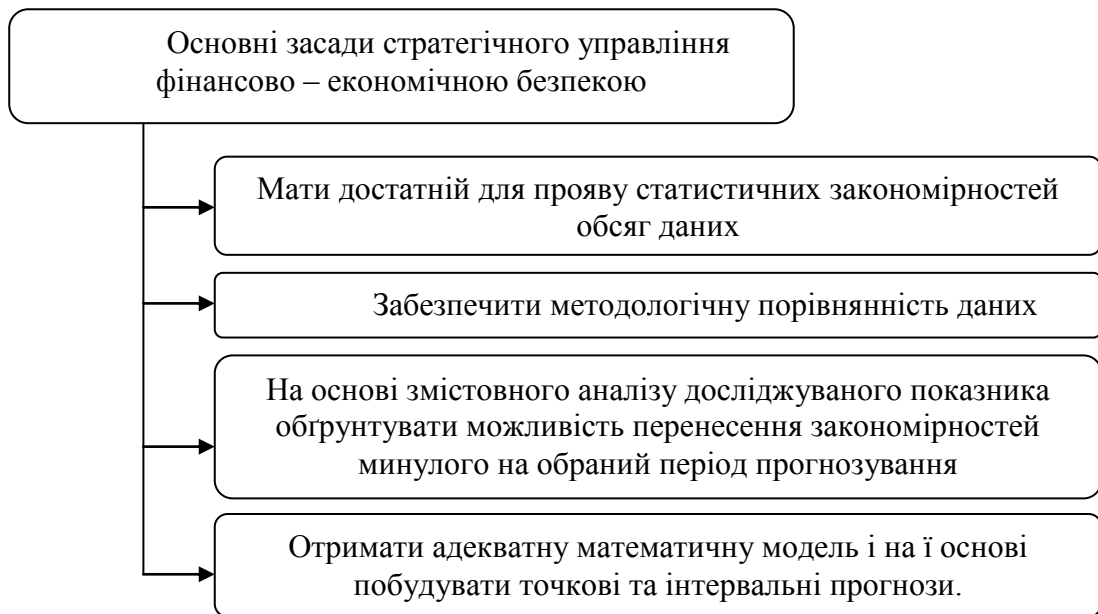 Основні засади стратегічного управління
фінансово – економічною безпекою
Мати достатній для прояву статистичних закономірностей
обсяг даних
Забезпечити методологічну порівнянність даних
На основі змістовного аналізу досліджуваного показника
обґрунтувати можливість перенесення закономірностей
минулого на обраний період прогнозування
Отримати адекватну математичну модель і на ї основі
побудувати точкові та інтервальні прогнози.